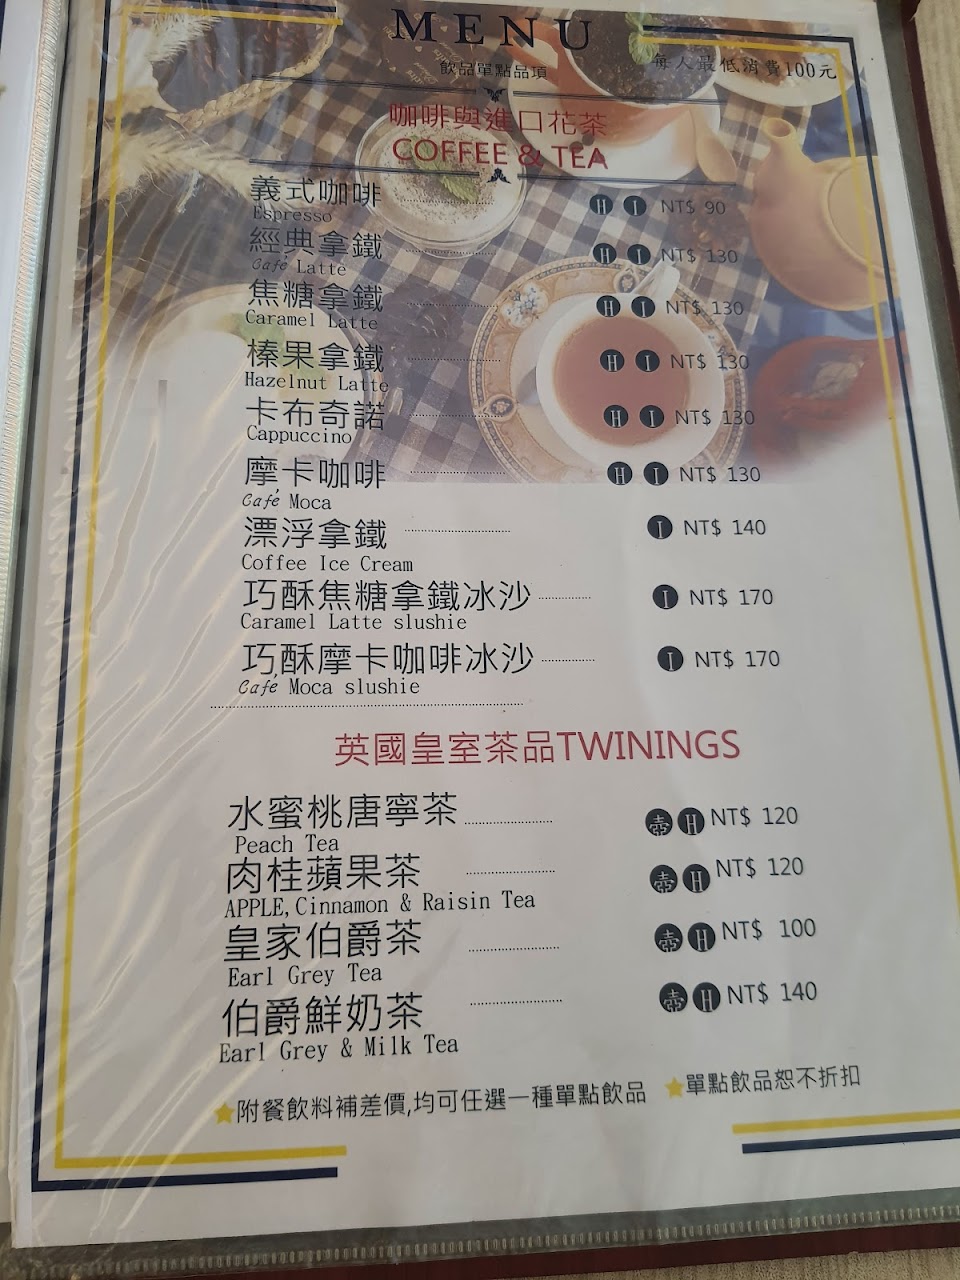 MENU
飲品單點品項
每人最低消費100元
咖啡與進口花茶
COFFEE & TEA
義式咖啡 H I NT$ 90
Espresso
經典拿鐵 H I NT$ 130
Café Latte
焦糖拿鐵 H I NT$ 130
Caramel Latte
榛果拿鐵 H I NT$ 130
Hazelnut Latte
卡布奇諾 H I NT$ 130
Cappuccino
摩卡咖啡 H I NT$ 130
Café Moca
漂浮拿鐵 I NT$ 140
Coffee Ice Cream
巧酥焦糖拿鐵冰沙 I NT$ 170
Caramel Latte slushie
巧酥摩卡咖啡冰沙 I NT$ 170
Café Moca slushie
英國皇室茶品TWININGS
水蜜桃唐寧茶 壺 H NT$ 120
Peach Tea
肉桂蘋果茶 壺 H NT$ 120
APPLE,Cinnamon & Raisin Tea
皇家伯爵茶 壺 H NT$ 100
Earl Grey Tea
伯爵鮮奶茶 壺 H NT$ 140
Earl Grey & Milk Tea
附餐飲料補差價,均可任選一種單點飲品 單點飲品恕不折扣